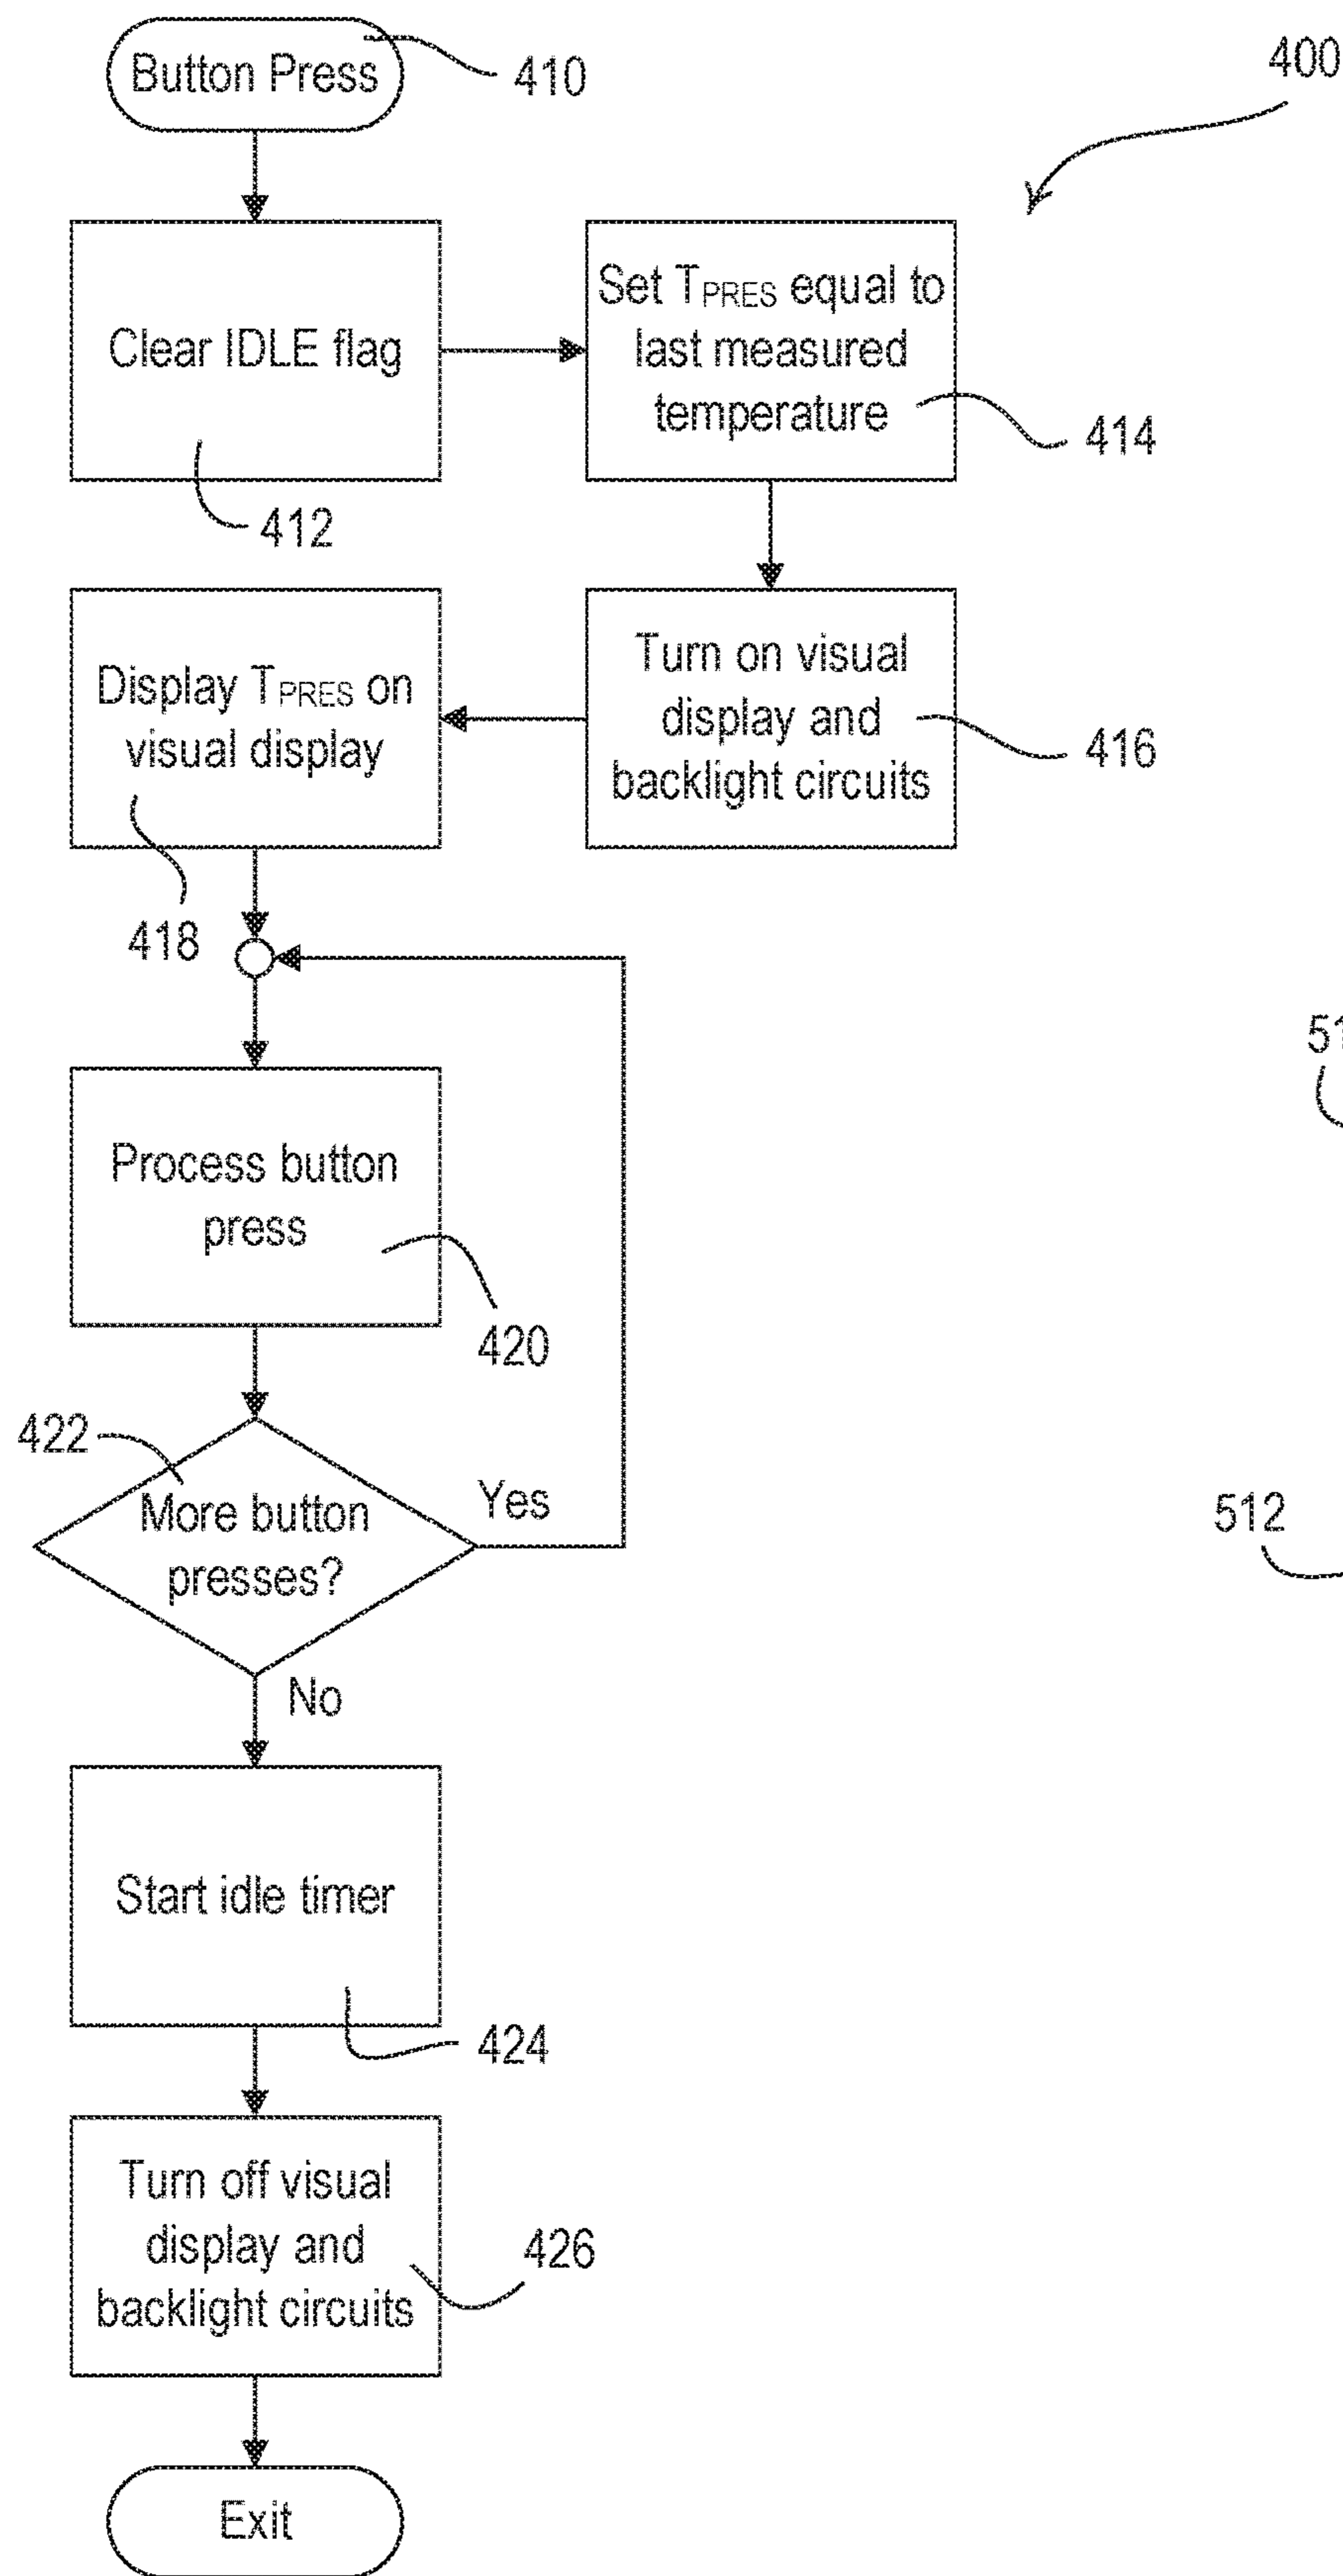 Button Press
410
400
Clear IDLE flag
412
Set TPRES equal to
last measured
temperature
414
Display TPRES on
visual display
418
Turn on visual
display and
backlight circuits
416
Process button
press
420
422
More button
presses?
Yes
No
512
Start idle timer
424
Turn off visual
display and
backlight circuits
426
Exit